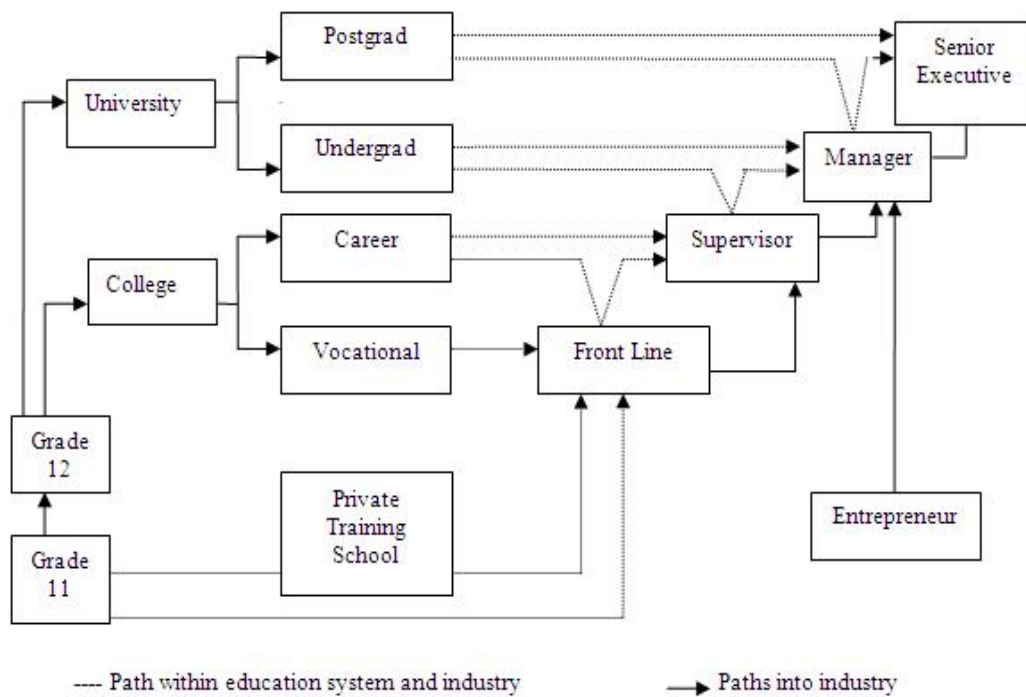 Postgrad
Senior
Executive
University
Undergrad
Manager
Career
Supervisor
College
Vocational
Front Line
Grade
12
Private
Training
School
Entrepreneur
Grade
11
---- Path within education system and industry
Paths into industry